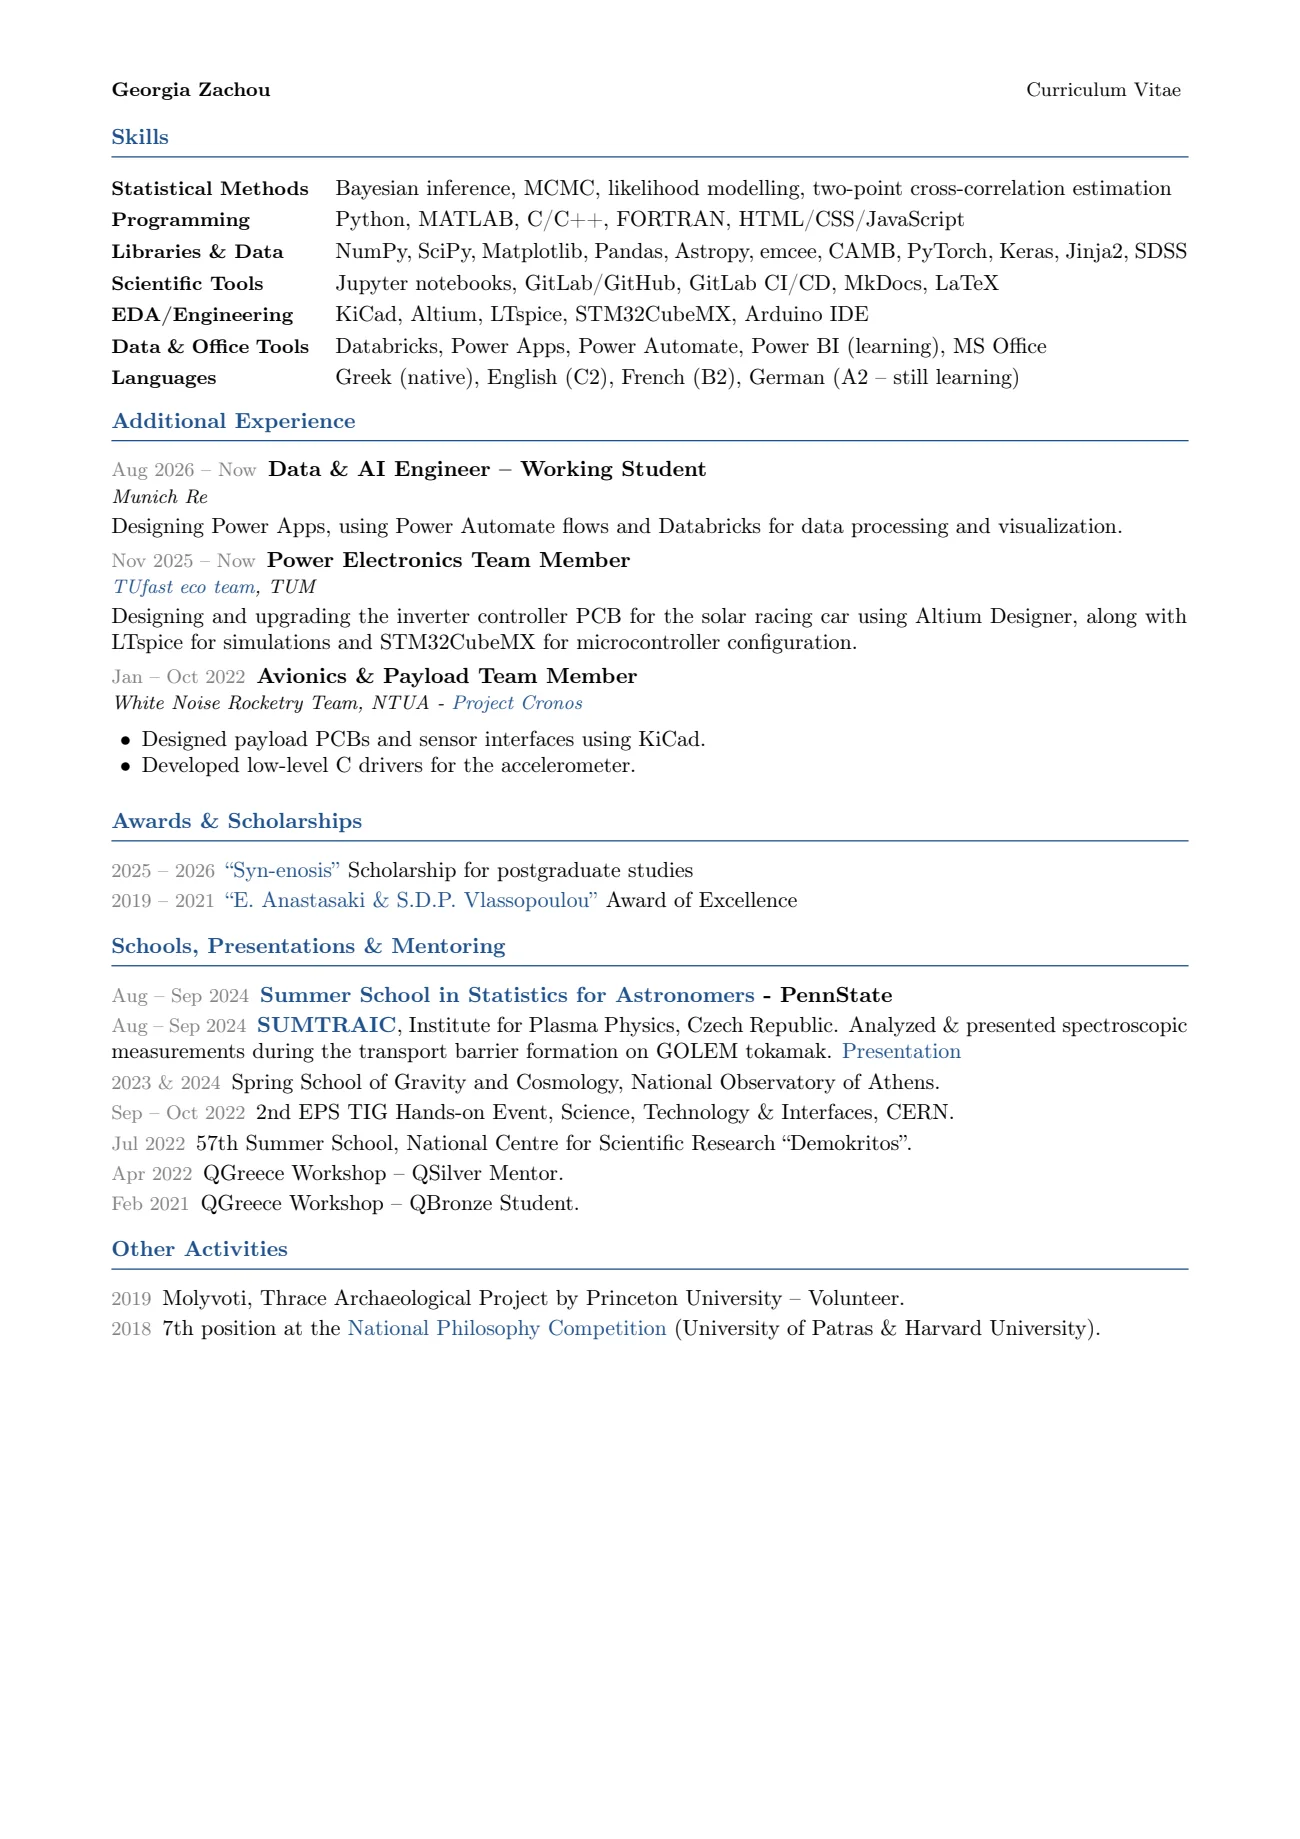 Georgia Zachou Curriculum Vitae
Skills
Statistical Methods Bayesian inference, MCMC, likelihood modelling, two-point cross-correlation estimation
Programming Python, MATLAB, C/C++, FORTRAN, HTML/CSS/JavaScript
Libraries & Data NumPy, SciPy, Matplotlib, Pandas, Astropy, emcee, CAMB, PyTorch, Keras, Jinja2, SDSS
Scientific Tools Jupyter notebooks, GitLab/GitHub, GitLab CI/CD, MkDocs, LaTeX
EDA/Engineering KiCad, Altium, LTspice, STM32CubeMX, Arduino IDE
Data & Office Tools Databricks, Power Apps, Power Automate, Power BI (learning), MS Office
Languages Greek (native), English (C2), French (B2), German (A2 – still learning)
Additional Experience
Aug 2026 – Now Data & AI Engineer – Working Student
Munich Re
Designing Power Apps, using Power Automate flows and Databricks for data processing and visualization.
Nov 2025 – Now Power Electronics Team Member
TUfast eco team, TUM
Designing and upgrading the inverter controller PCB for the solar racing car using Altium Designer, along with
LTspice for simulations and STM32CubeMX for microcontroller configuration.
Jan – Oct 2022 Avionics & Payload Team Member
White Noise Rocketry Team, NTUA - Project Cronos
• Designed payload PCBs and sensor interfaces using KiCad.
• Developed low-level C drivers for the accelerometer.
Awards & Scholarships
2025 – 2026 “Syn-enosis” Scholarship for postgraduate studies
2019 – 2021 “E. Anastasaki & S.D.P. Vlassopoulou” Award of Excellence
Schools, Presentations & Mentoring
Aug – Sep 2024 Summer School in Statistics for Astronomers - PennState
Aug – Sep 2024 SUMTRAIC, Institute for Plasma Physics, Czech Republic. Analyzed & presented spectroscopic
measurements during the transport barrier formation on GOLEM tokamak. Presentation
2023 & 2024 Spring School of Gravity and Cosmology, National Observatory of Athens.
Sep – Oct 2022 2nd EPS TIG Hands-on Event, Science, Technology & Interfaces, CERN.
Jul 2022 57th Summer School, National Centre for Scientific Research “Demokritos”.
Apr 2022 QGreece Workshop – QSilver Mentor.
Feb 2021 QGreece Workshop – QBronze Student.
Other Activities
2019 Molyvoti, Thrace Archaeological Project by Princeton University – Volunteer.
2018 7th position at the National Philosophy Competition (University of Patras & Harvard University).